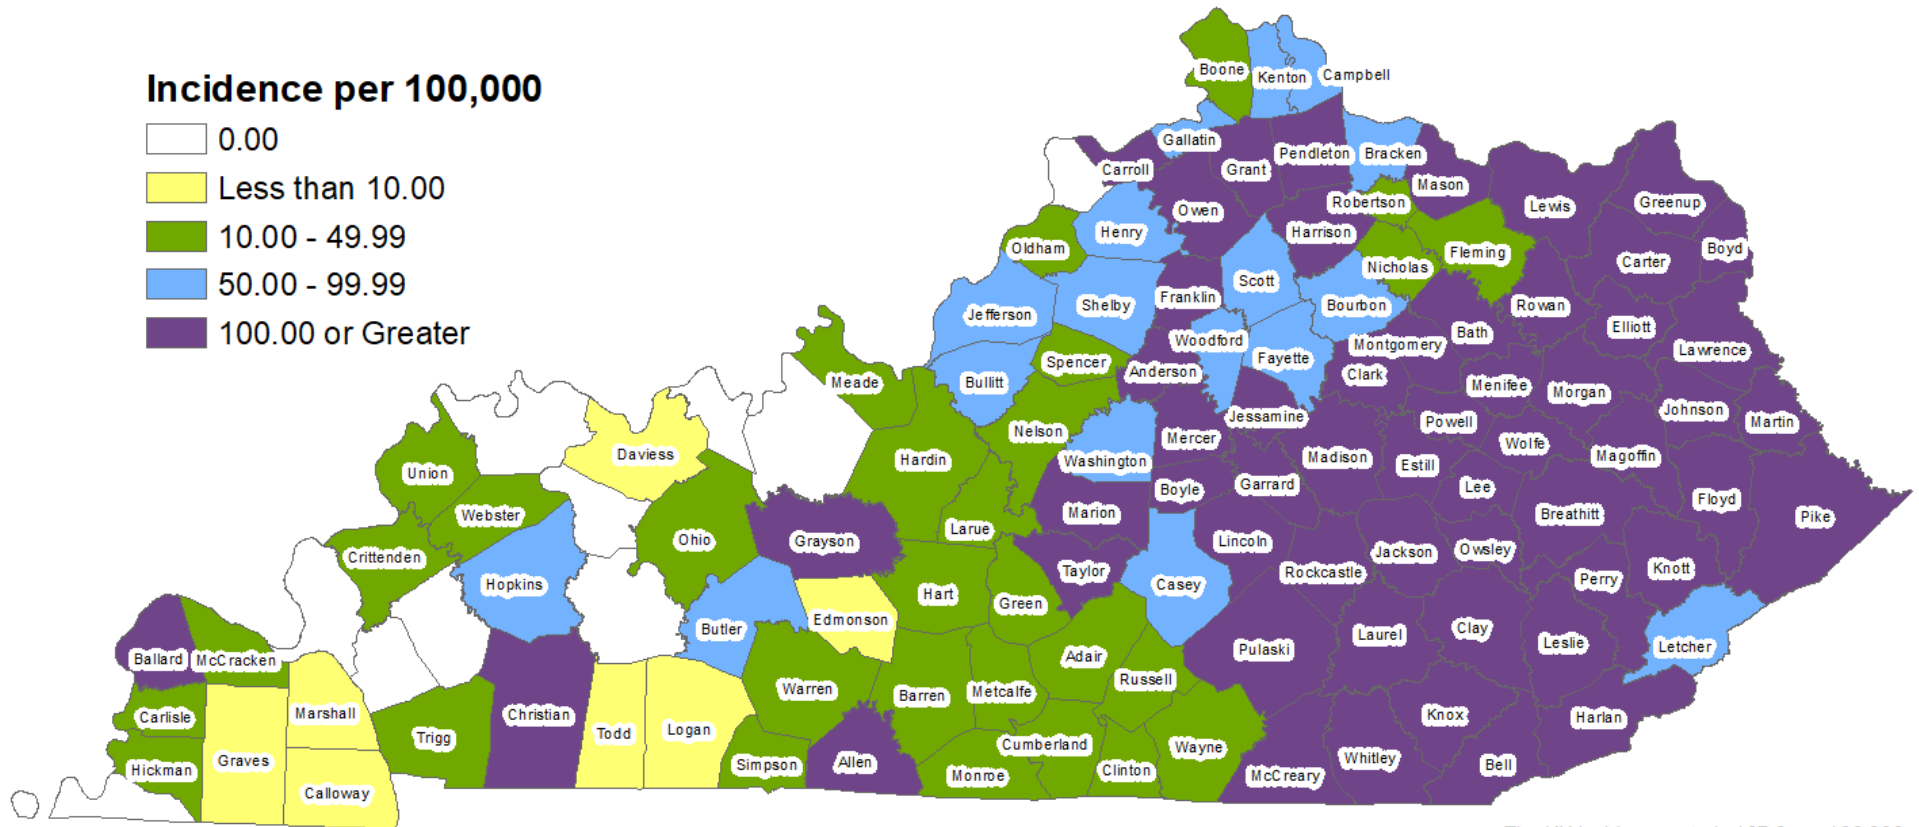 Incidence per 100,000
0.00
Less than 10.00
10.00 - 49.99
50.00 - 99.99
100.00 or Greater
Boone
Kenton
Campbell
Gallatin
Carroll
Grant
Pendleton
Bracken
Mason
Owen
Robertson
Lewis
Greenup
Henry
Harrison
Oldham
Fleming
Boyd
Nicholas
Carter
Scott
Franklin
Shelby
Bourbon
Rowan
Jefferson
Elliott
Woodford
Bath
Montgomery
Lawrence
Fayette
Spencer
Anderson
Clark
Meade
Bullitt
Menifee
Morgan
Jessamine
Johnson
Martin
Powell
Nelson
Mercer
Wolfe
Daviess
Hardin
Washington
Madison
Estill
Magoffin
Union
Boyle
Garrard
Lee
Floyd
Webster
Marion
Breathitt
Pike
Larue
Ohio
Grayson
Lincoln
Jackson
Owsley
Crittenden
Taylor
Rockcastle
Knott
Perry
Hopkins
Casey
Hart
Green
Edmonson
Butler
Clay
Laurel
Leslie
Letcher
Pulaski
Adair
Ballard
McCracken
Russell
Warren
Barren
Metcalfe
Carlisle
Marshall
Christian
Knox
Harlan
Todd
Logan
Trigg
Cumberland
Wayne
Hickman
Graves
Simpson
Allen
Monroe
Clinton
McCreary
Whitley
Bell
Calloway